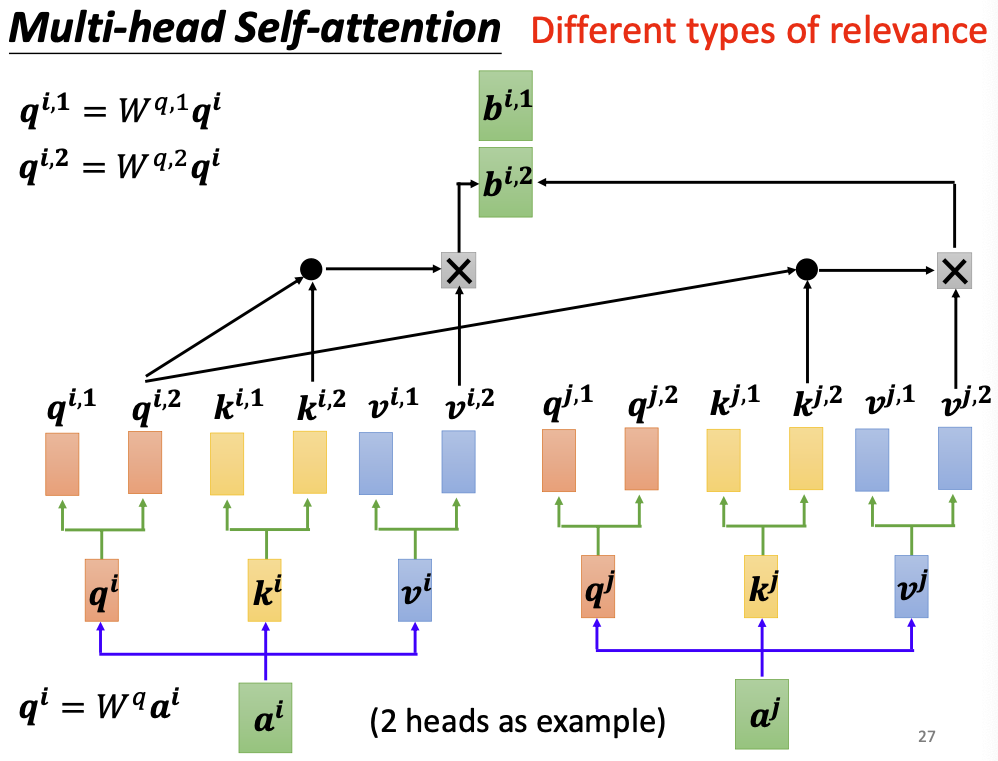 Multi-head Self-attention Different types of relevance
q^{i,1} = W^{q,1}q^i
q^{i,2} = W^{q,2}q^i
b^{i,1}
b^{i,2}
q^{i,1} q^{i,2} k^{i,1} k^{i,2} v^{i,1} v^{i,2} q^{j,1} q^{j,2} k^{j,1} k^{j,2} v^{j,1} v^{j,2}
q^i k^i v^i q^j k^j v^j
q^i = W^q a^i
a^i
(2 heads as example)
a^j
27